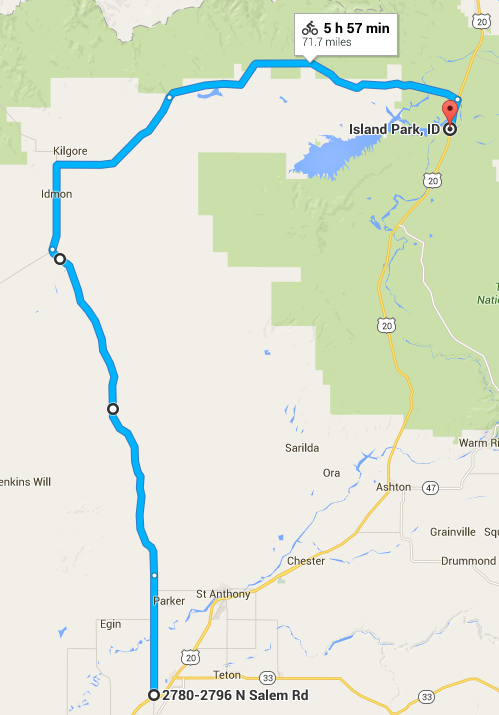 20
5 h 57 min
71.7 miles
Island Park, ID
Kilgore
20
Idmon
20
Sarilda
Warm Ri
Ora
enkins Will
Ashton
47
Grainville
Squ
Chester
Drummond
St Anthony
Parker
Egin
20
Teton
33
2780-2796 N Salem Rd
33